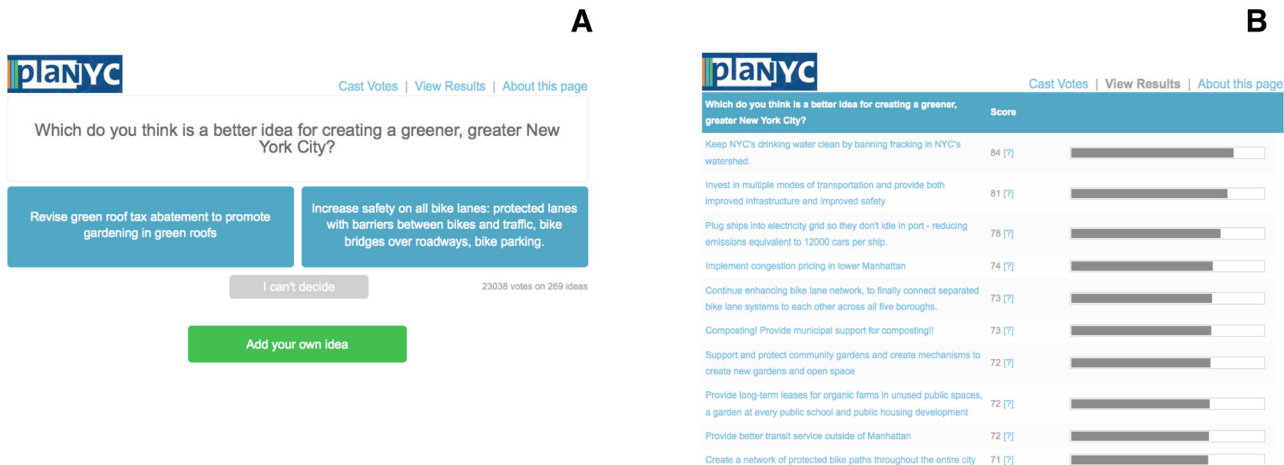 A
planyc
Cast Votes | View Results | About this page
Which do you think is a better idea for creating a greener, greater New
York City?
Revise green roof tax abatement to promote
gardening in green roofs
Increase safety on all bike lanes: protected lanes
with barriers between bikes and traffic, bike
bridges over roadways, bike parking.
I can't decide
23038 votes on 269 ideas
Add your own idea
B
planyc
Cast Votes | View Results | About this page
Which do you think is a better idea for creating a greener,
greater New York City?
Score
Keep NYC's drinking water clean by banning fracking in NYC's
watershed.
84 [?]
Invest in multiple modes of transportation and provide both
improved infrastructure and improved safety
81 [?]
Plug ships into electricity grid so they don't idle in port - reducing
emissions equivalent to 12000 cars per ship.
78 [?]
Implement congestion pricing in lower Manhattan
74 [?]
Continue enhancing bike lane network, to finally connect separated
bike lane systems to each other across all five boroughs.
73 [?]
Composting! Provide municipal support for composting!!
73 [?]
Support and protect community gardens and create mechanisms to
create new gardens and open space
72 [?]
Provide long-term leases for organic farms in unused public spaces,
a garden at every public school and public housing development
72 [?]
Provide better transit service outside of Manhattan
72 [?]
Create a network of protected bike paths throughout the entire city
71 [?]